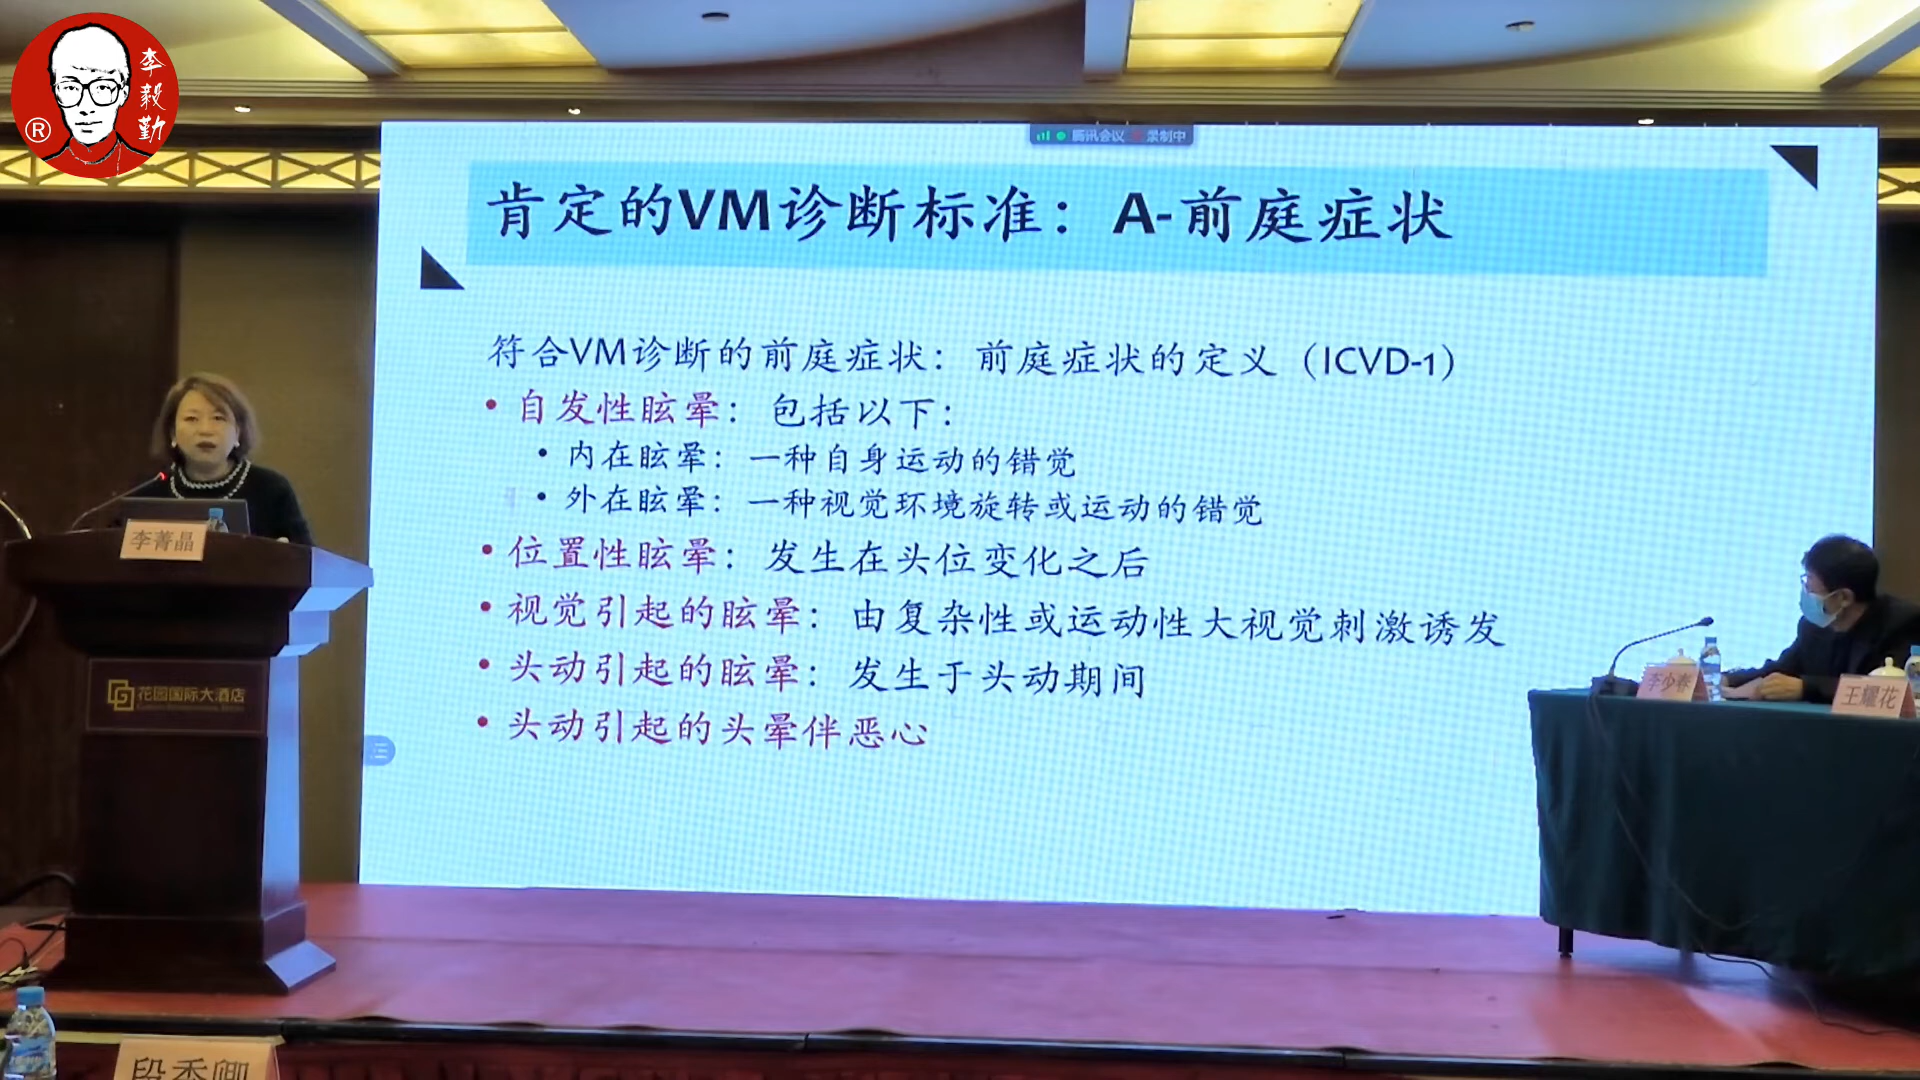 李毅勤
®
腾讯会议 录制中
肯定的VM诊断标准：A-前庭症状
符合VM诊断的前庭症状：前庭症状的定义（ICVD-1）
• 自发性眩晕：包括以下：
• 内在眩晕：一种自身运动的错觉
• 外在眩晕：一种视觉环境旋转或运动的错觉
• 位置性眩晕：发生在头位变化之后
• 视觉引起的眩晕：由复杂性或运动性大视觉刺激诱发
• 头动引起的眩晕：发生于头动期间
• 头动引起的头晕伴恶心
李菁晶
花园国际大酒店
李少春
王耀花
段秀卿